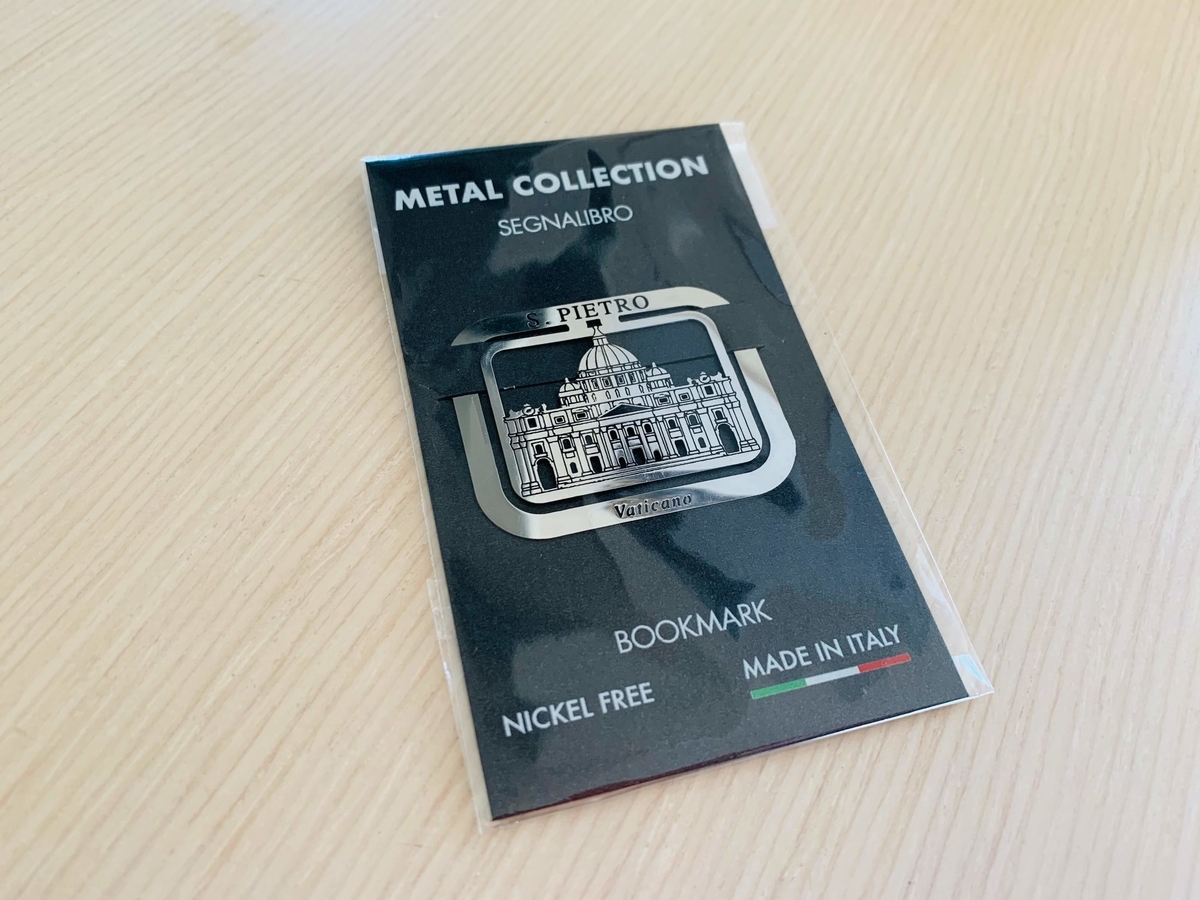 METAL COLLECTION
SEGNALIBRO
S. PIETRO
Vaticano
BOOKMARK
MADE IN ITALY
NICKEL FREE